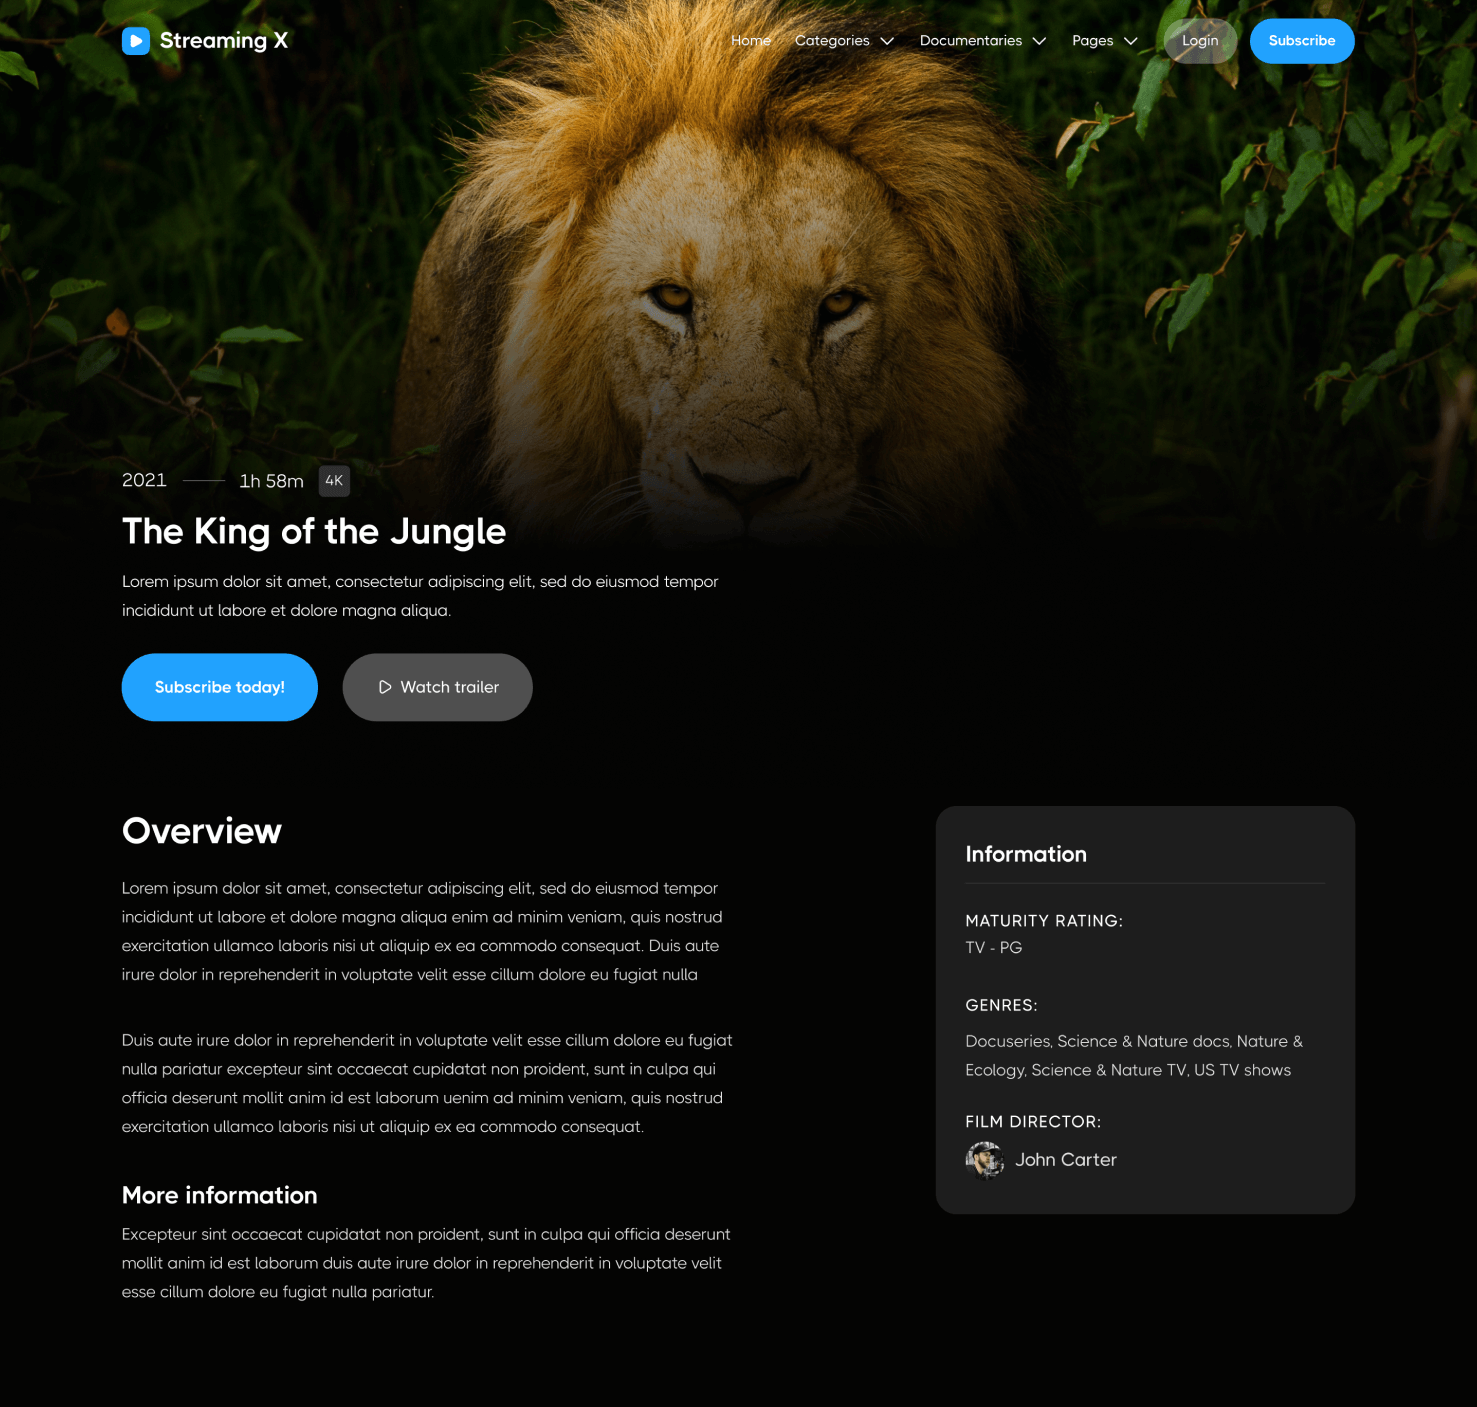 Streaming X
Home Categories Documentaries Pages Login Subscribe
2021 1h 58m 4K
The King of the Jungle
Lorem ipsum dolor sit amet, consectetur adipiscing elit, sed do eiusmod tempor
incididunt ut labore et dolore magna aliqua.
Subscribe today! Watch trailer
Overview
Lorem ipsum dolor sit amet, consectetur adipiscing elit, sed do eiusmod tempor
incididunt ut labore et dolore magna aliqua enim ad minim veniam, quis nostrud
exercitation ullamco laboris nisi ut aliquip ex ea commodo consequat. Duis aute
irure dolor in reprehenderit in voluptate velit esse cillum dolore eu fugiat nulla
Duis aute irure dolor in reprehenderit in voluptate velit esse cillum dolore eu fugiat
nulla pariatur excepteur sint occaecat cupidatat non proident, sunt in culpa qui
officia deserunt mollit anim id est laborum uenim ad minim veniam, quis nostrud
exercitation ullamco laboris nisi ut aliquip ex ea commodo consequat.
More information
Excepteur sint occaecat cupidatat non proident, sunt in culpa qui officia deserunt
mollit anim id est laborum duis aute irure dolor in reprehenderit in voluptate velit
esse cillum dolore eu fugiat nulla pariatur.
Information
MATURITY RATING:
TV - PG
GENRES:
Docuseries, Science & Nature docs, Nature &
Ecology, Science & Nature TV, US TV shows
FILM DIRECTOR:
John Carter